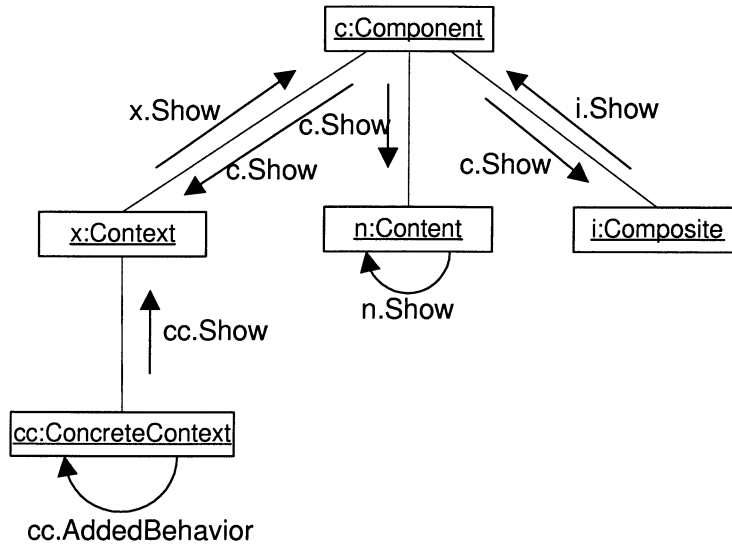 c:Component
x.Show
c.Show
i.Show
c.Show
c.Show
x:Context
n:Content
i:Composite
n.Show
cc.Show
cc:ConcreteContext
cc.AddedBehavior